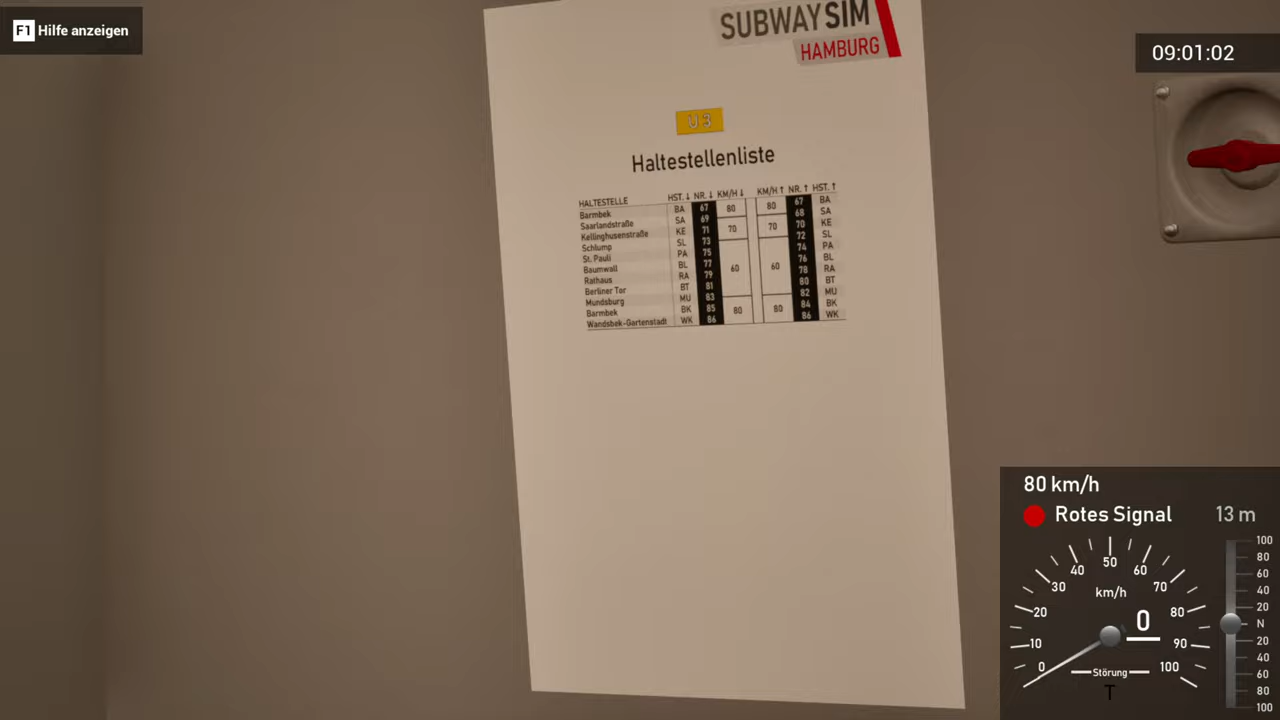 F1 Hilfe anzeigen
SUBWAYSIM
HAMBURG
09:01:02
U3
Haltestellenliste
HALTESTELLE HST.↓ NR.↓ KM/H↓ KM/H↑ NR.↑ HST.↑
Barmbek BA 67 80 80 67 BA
Saarlandstraße SA 69 68 SA
Kellinghusenstraße KE 71 70 70 70 KE
Schlump SL 73 72 SL
St. Pauli PA 75 74 PA
Baumwall BL 77 60 60 76 BL
Rathaus RA 79 78 RA
Berliner Tor BT 81 80 BT
Mundsburg MU 83 82 MU
Barmbek BK 85 80 80 84 BK
Wandsbek-Gartenstadt WK 86 86 WK
80 km/h
Rotes Signal 13 m
0 10 20 30 40 50 60 70 80 90 100
km/h
0
Störung
T
100
80
60
40
20
N
20
40
60
80
100